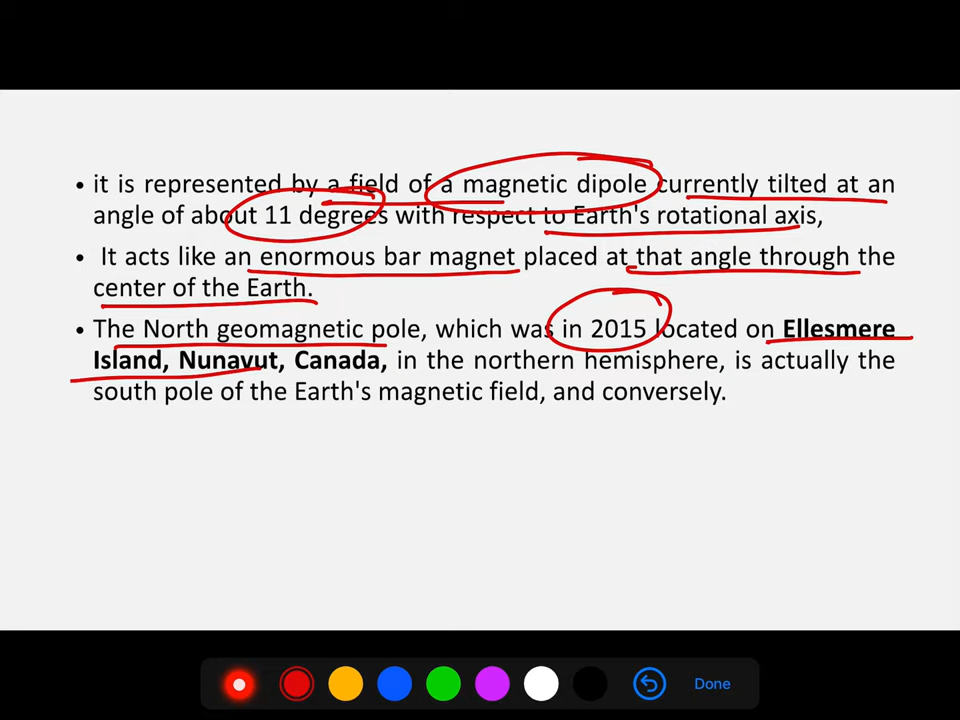 • it is represented by a field of a magnetic dipole currently tilted at an
angle of about 11 degrees with respect to Earth's rotational axis,
• It acts like an enormous bar magnet placed at that angle through the
center of the Earth.
• The North geomagnetic pole, which was in 2015 located on Ellesmere
Island, Nunavut, Canada, in the northern hemisphere, is actually the
south pole of the Earth's magnetic field, and conversely.
Done